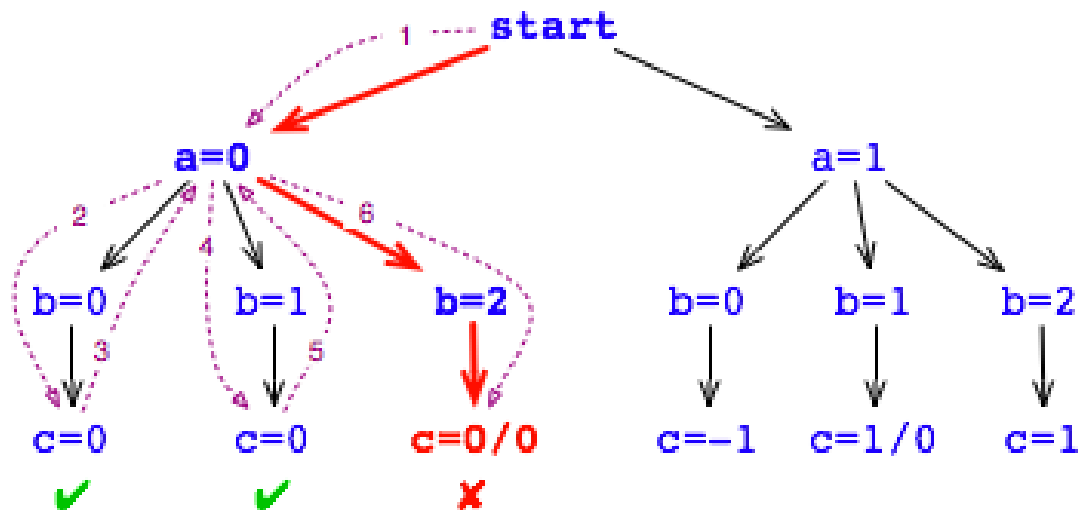 1 start
a=0 a=1
2 4 6
b=0 b=1 b=2 b=0 b=1 b=2
3 5
c=0 c=0 c=0/0 c=-1 c=1/0 c=1
✔ ✔ ✘